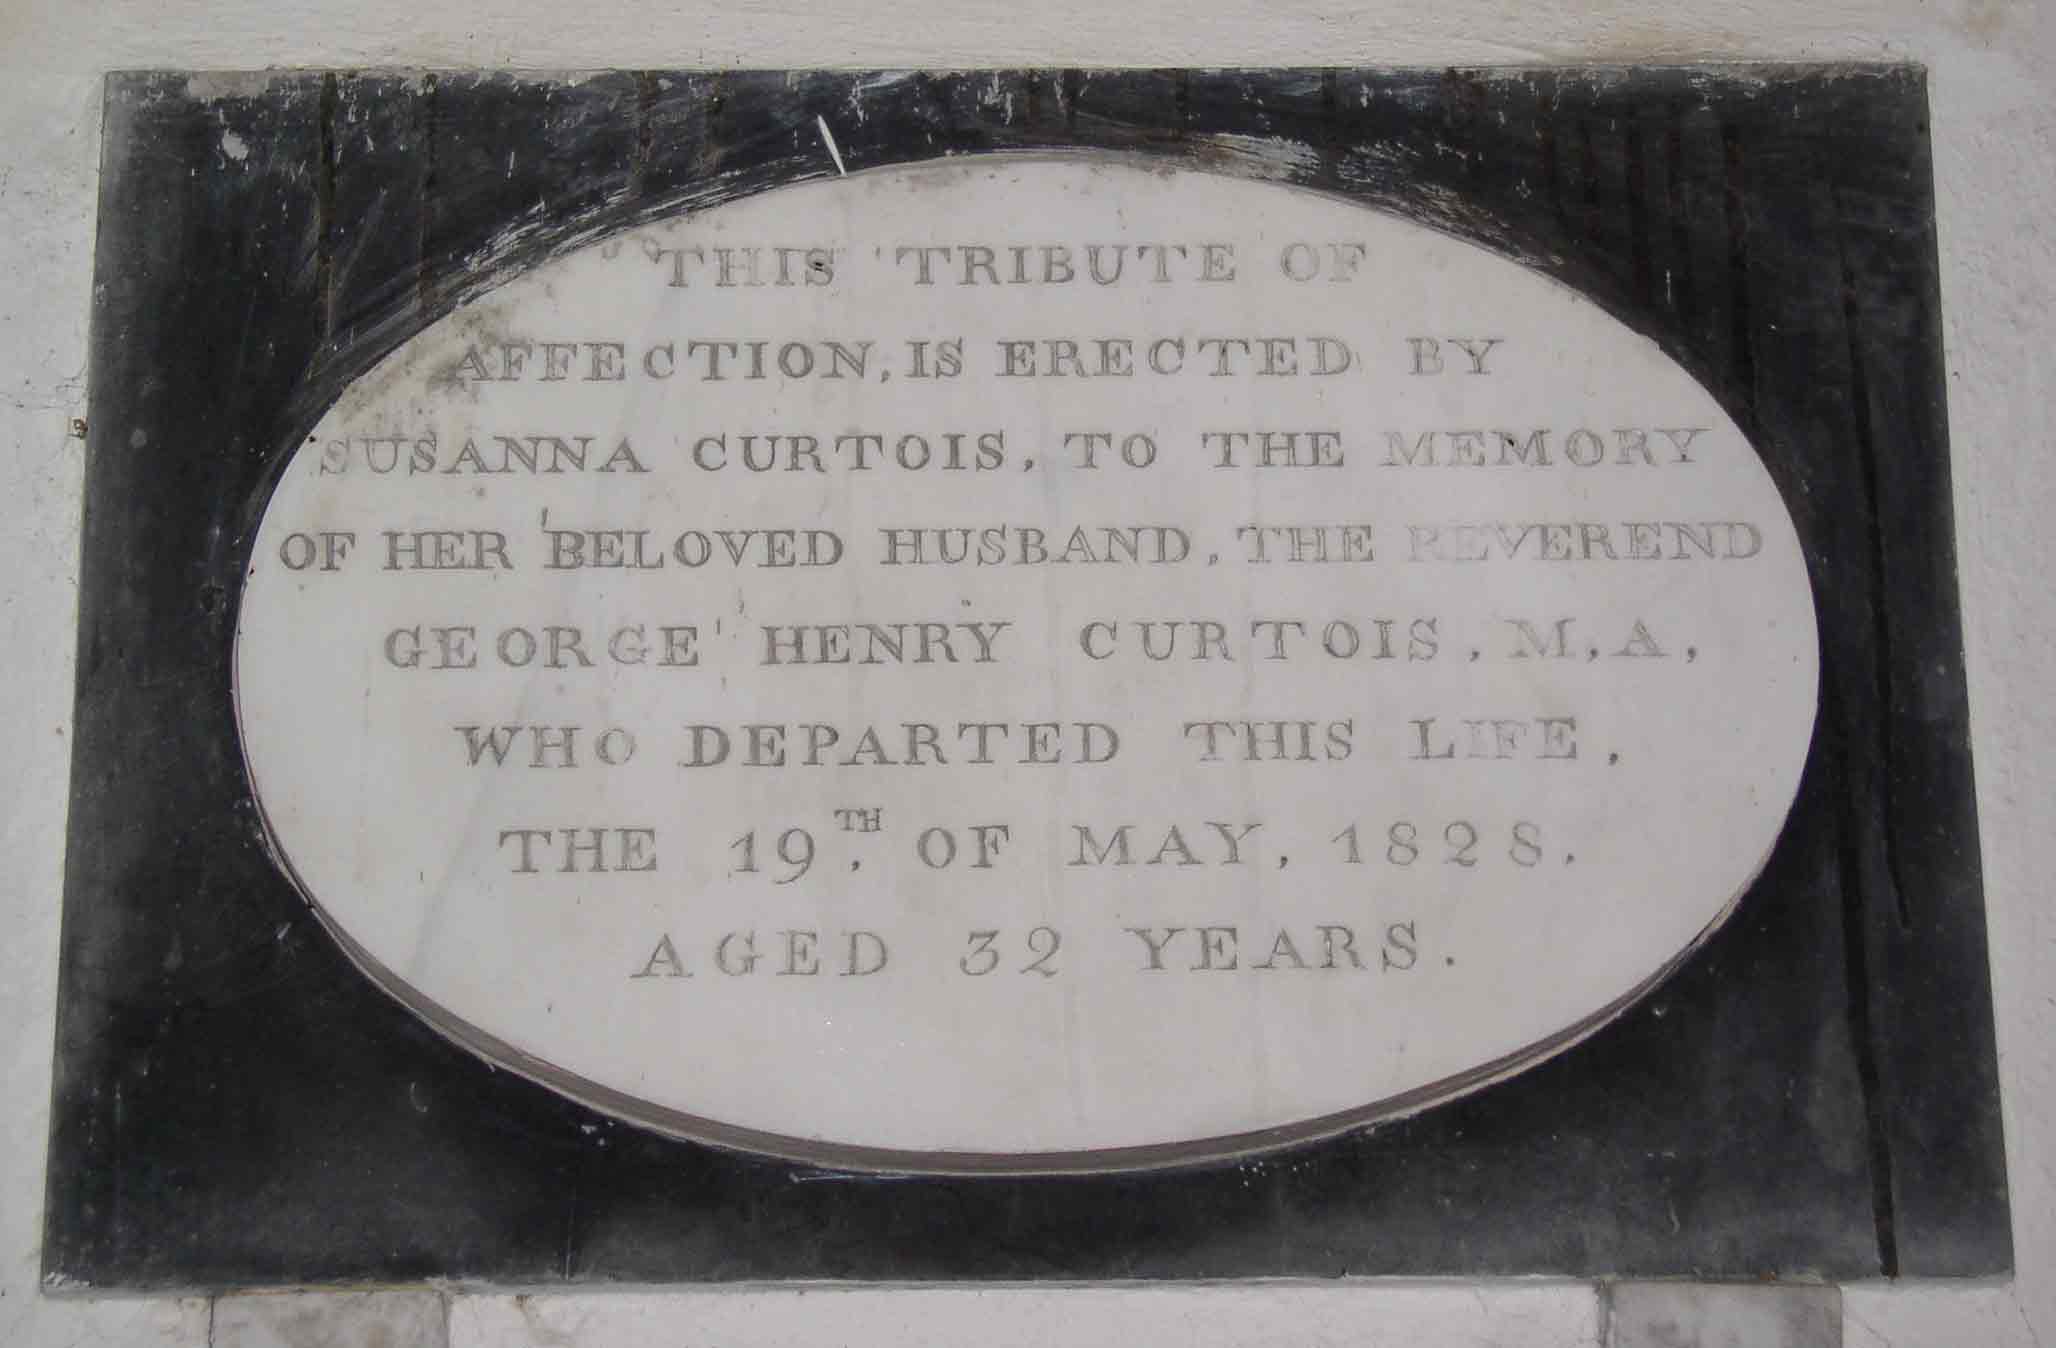 THIS TRIBUTE OF
AFFECTION, IS ERECTED BY
SUSANNA CURTOIS, TO THE MEMORY
OF HER BELOVED HUSBAND, THE REVEREND
GEORGE HENRY CURTOIS, M,A,
WHO DEPARTED THIS LIFE,
THE 19TH, OF MAY, 1828.
AGED 32 YEARS.